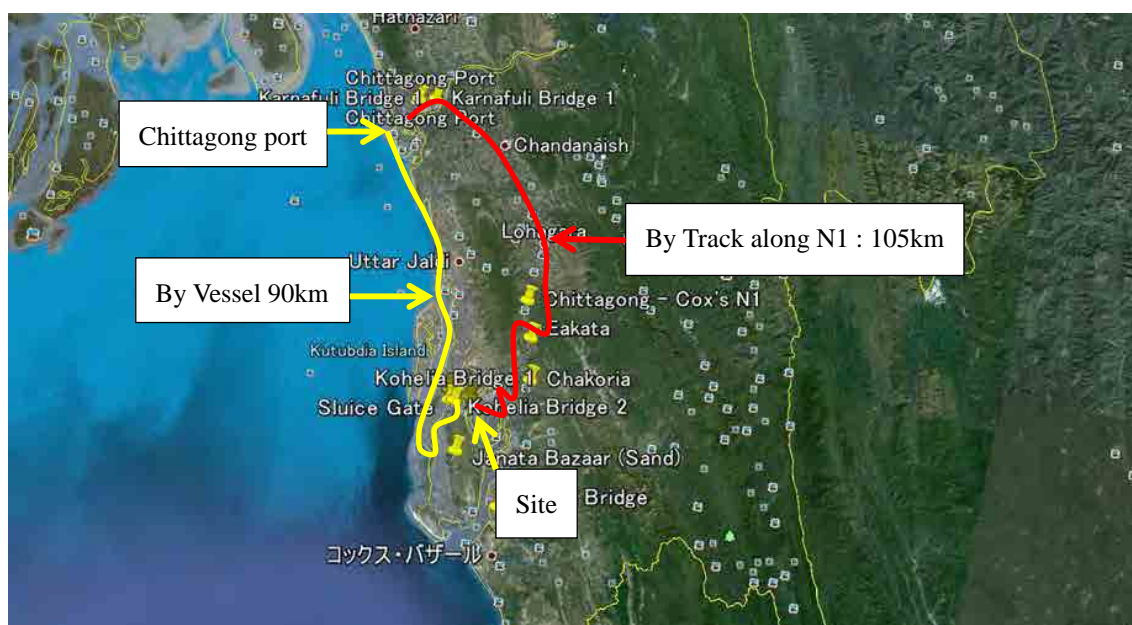 Hathazari
Chittagong Port
Karnafuli Bridge 1
Karnafuli Bridge 1
Chittagong Port
Chittagong port
Chandanaish
Lohagara
By Track along N1 : 105km
Uttar Jaldi
By Vessel 90km
Chittagong - Cox's N1
Eakata
Kutubdia Island
Kohelia Bridge 1
Chakoria
Sluice Gate
Kohelia Bridge 2
Janata Bazaar (Sand)
Site
Bridge
コックス・バザール